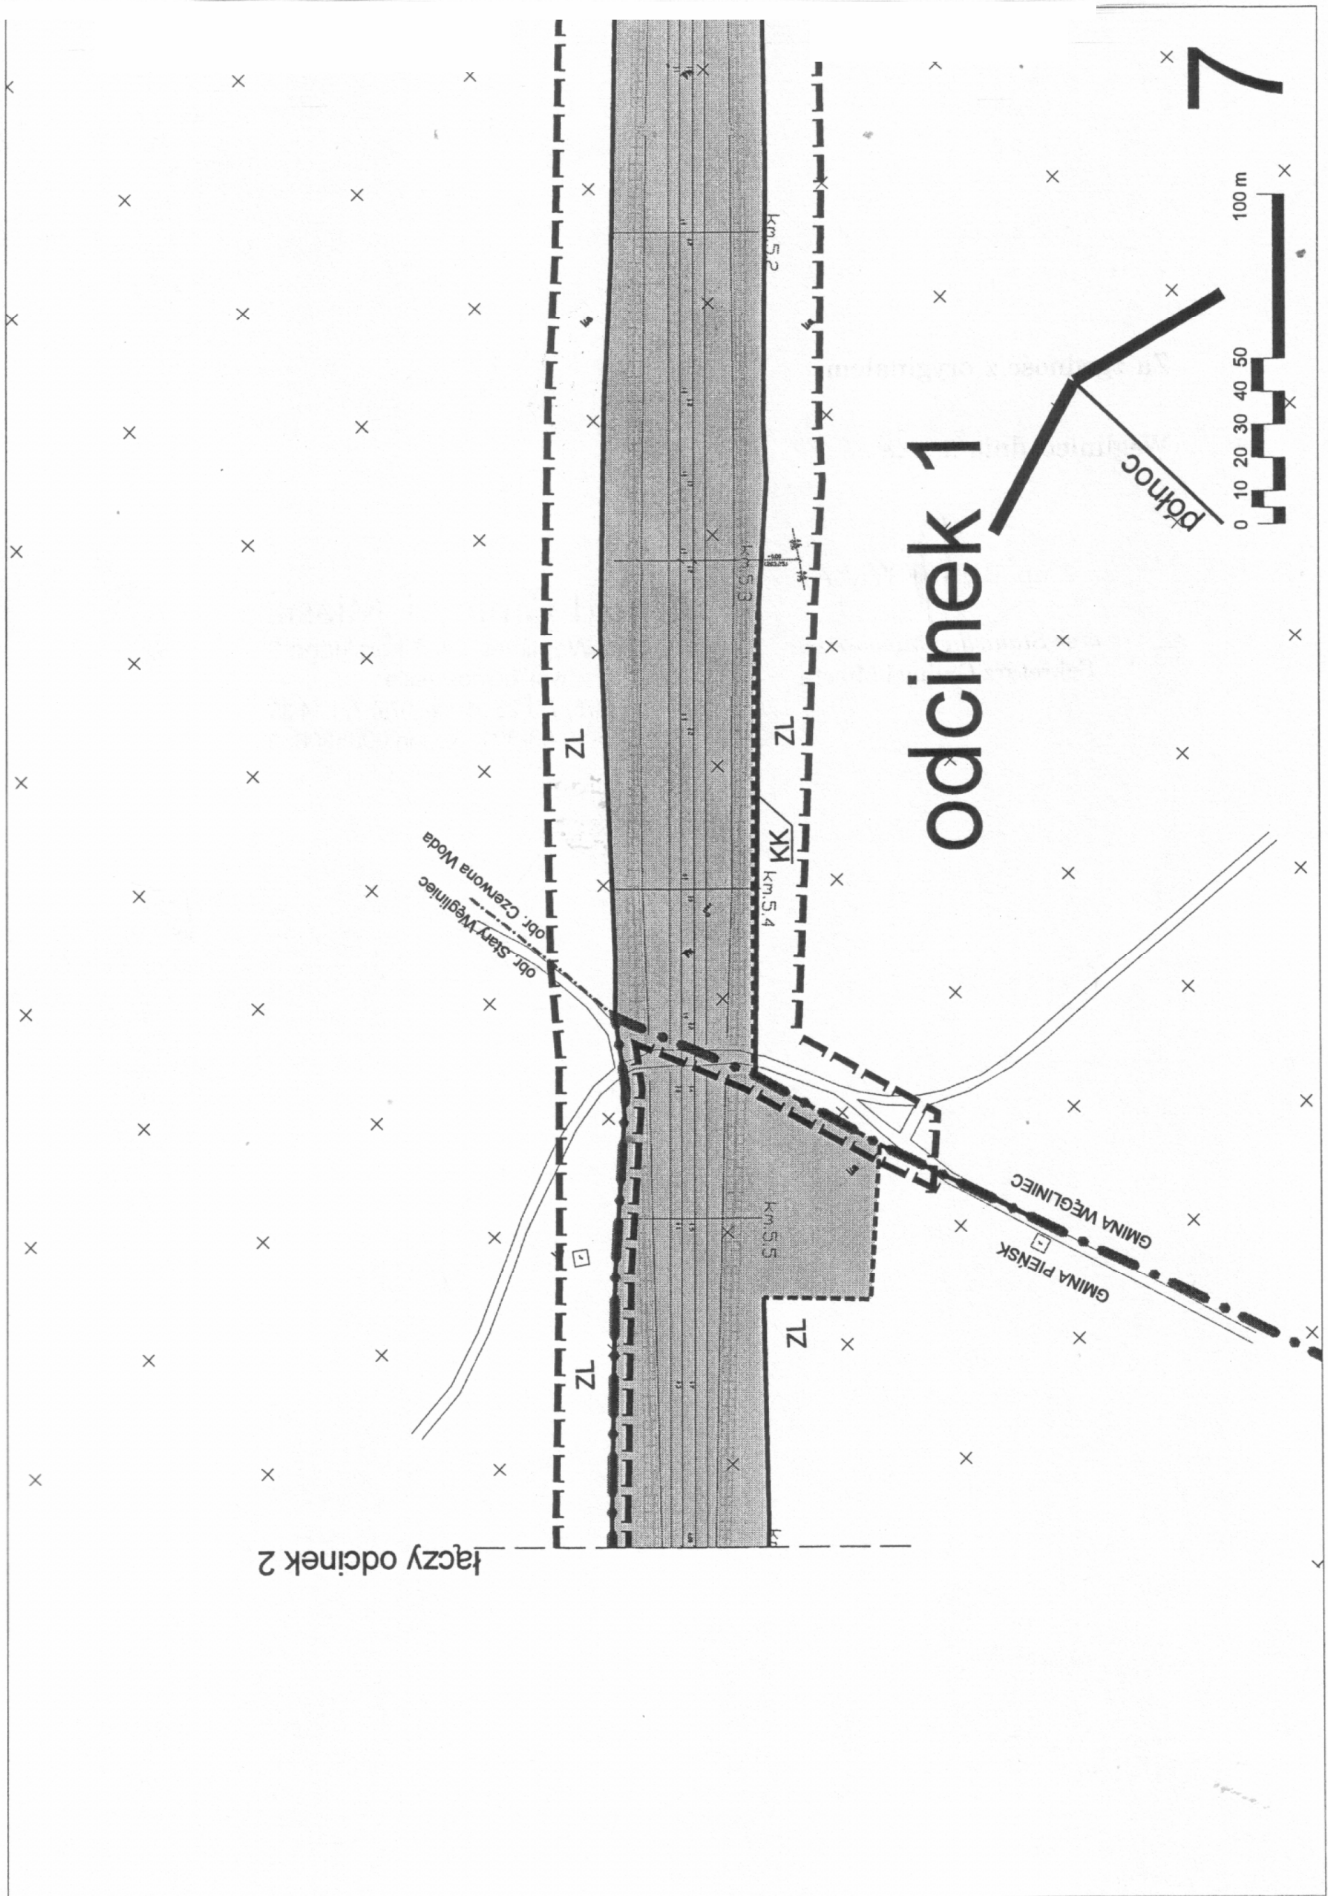 7
100 m
50
40
30
20
10
0
północ
odcinek 1
km.5,2
km.5,3
ZL
ZL
KK
km.5,4
obr. Czerwona Woda
obr. Stary Węgliniec
km.5,5
GMINA WĘGLINIEC
GMINA PIEŃSK
ZL
ZL
łączy odcinek 2